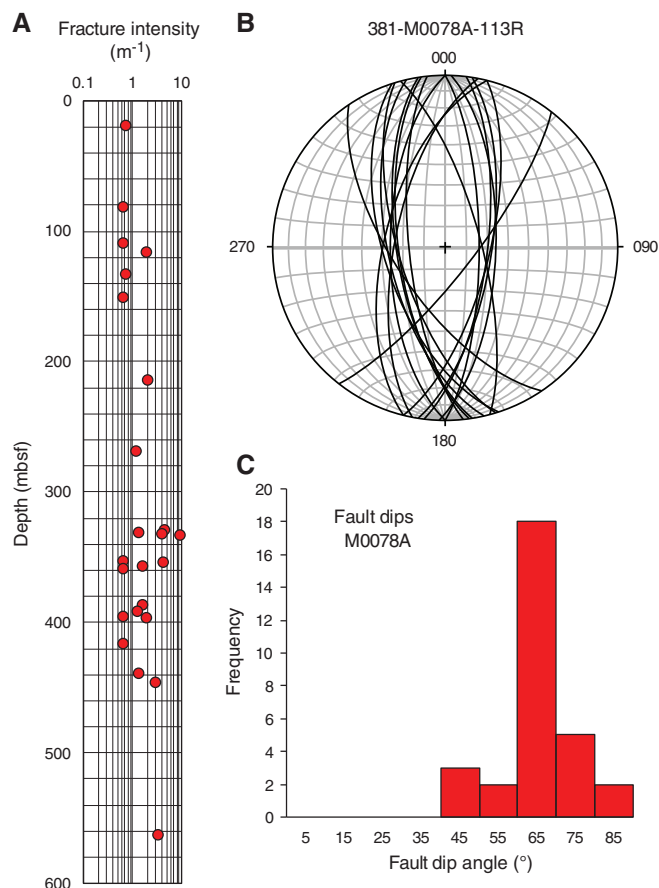 A
Fracture intensity
(m-1)
0.1 1 10
0
100
200
300
400
500
600
Depth (mbsf)
B
381-M0078A-113R
000
270
090
180
C
Fault dips
M0078A
20
18
16
14
12
10
8
6
4
2
0
Frequency
5 15 25 35 45 55 65 75 85
Fault dip angle (°)